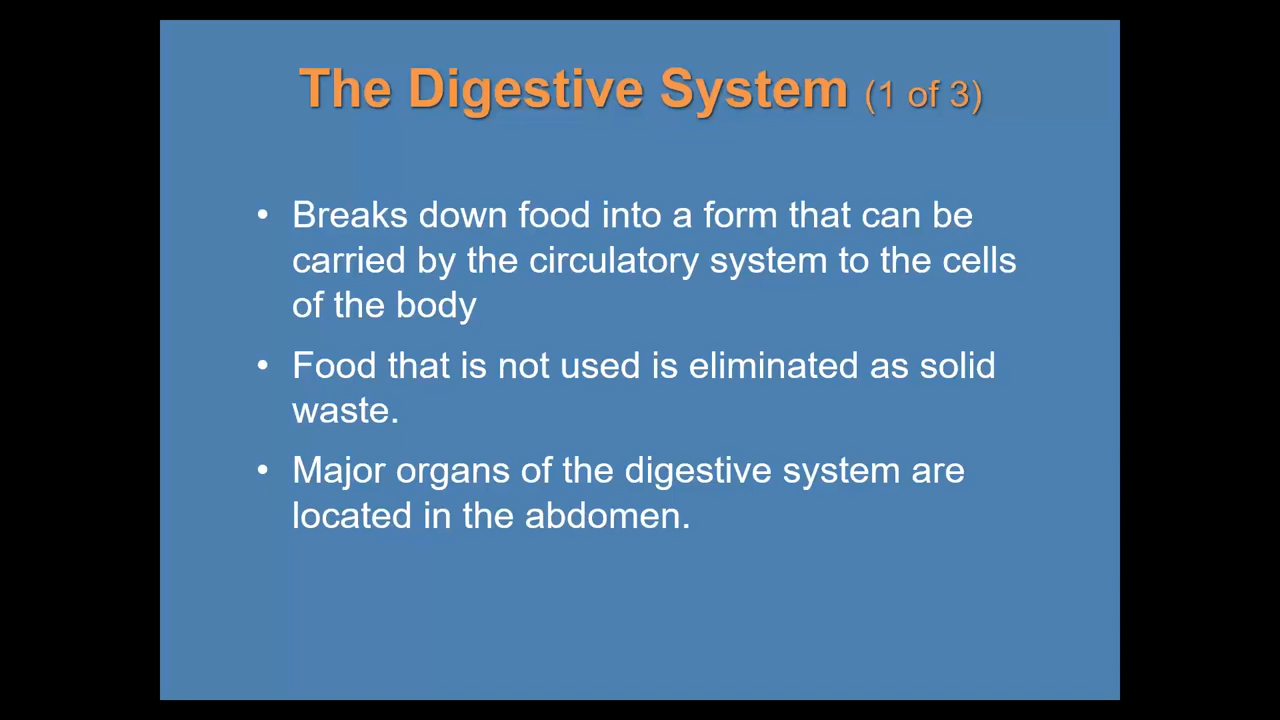 The Digestive System (1 of 3)
• Breaks down food into a form that can be
carried by the circulatory system to the cells
of the body
• Food that is not used is eliminated as solid
waste.
• Major organs of the digestive system are
located in the abdomen.